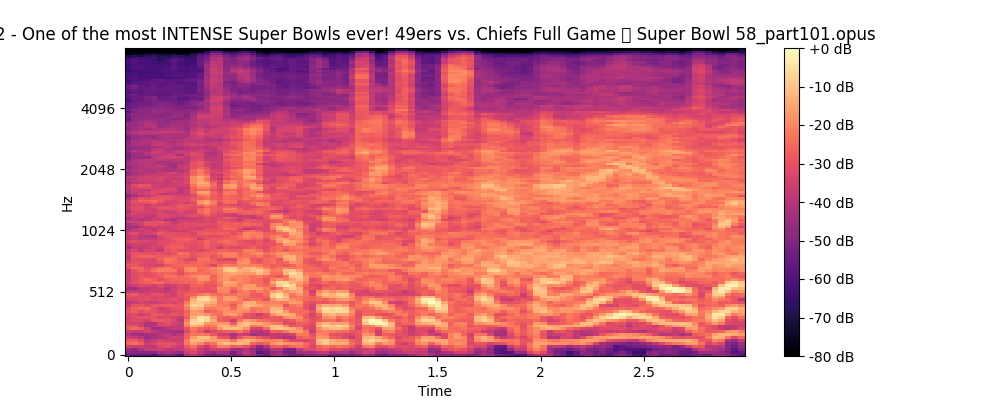 2 - One of the most INTENSE Super Bowls ever! 49ers vs. Chiefs Full Game Super Bowl 58_part101.opus
4096
2048
1024
512
0
Hz
0
0.5
1
1.5
2
2.5
Time
+0 dB
-10 dB
-20 dB
-30 dB
-40 dB
-50 dB
-60 dB
-70 dB
-80 dB